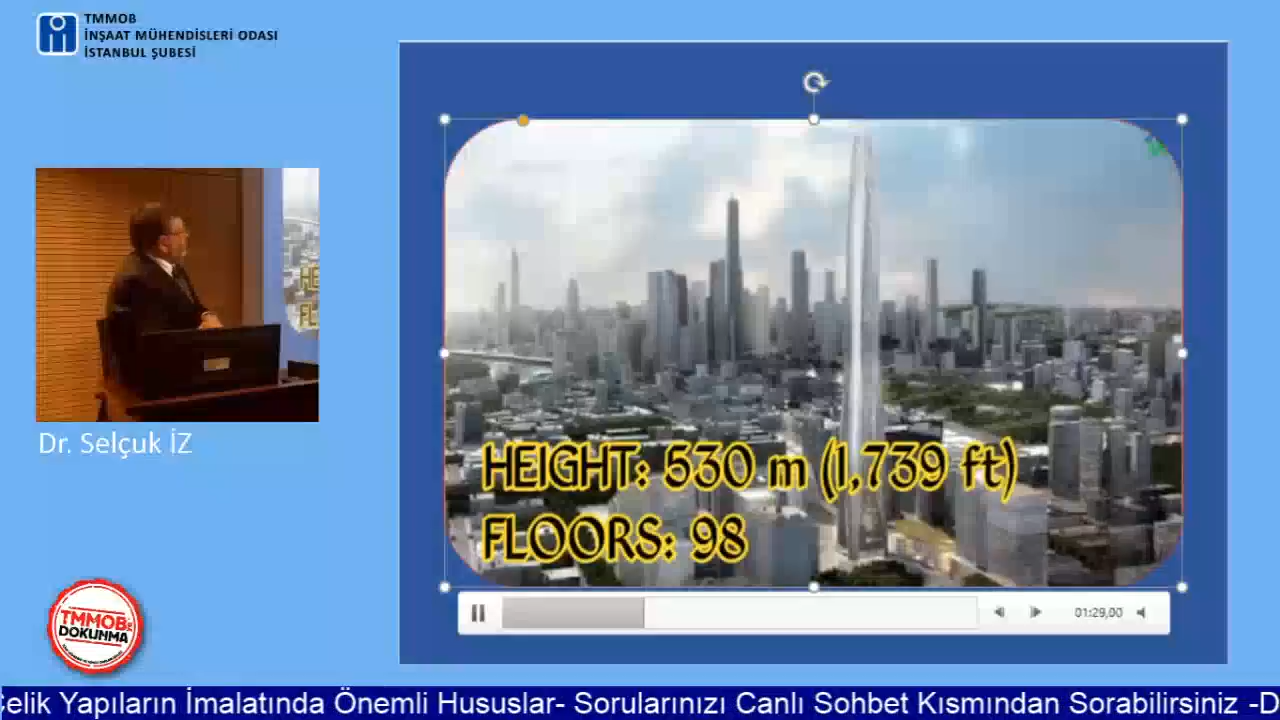 TMMOB
İNŞAAT MÜHENDİSLERİ ODASI
İSTANBUL ŞUBESİ
HEIGHT: 530 m (1,739 ft)
FLOORS: 98
01:29,00
Dr. Selçuk İZ
TMMOB
DOKUNMA
Çelik Yapıların İmalatında Önemli Hususlar- Sorularınızı Canlı Sohbet Kısmından Sorabilirsiniz -D